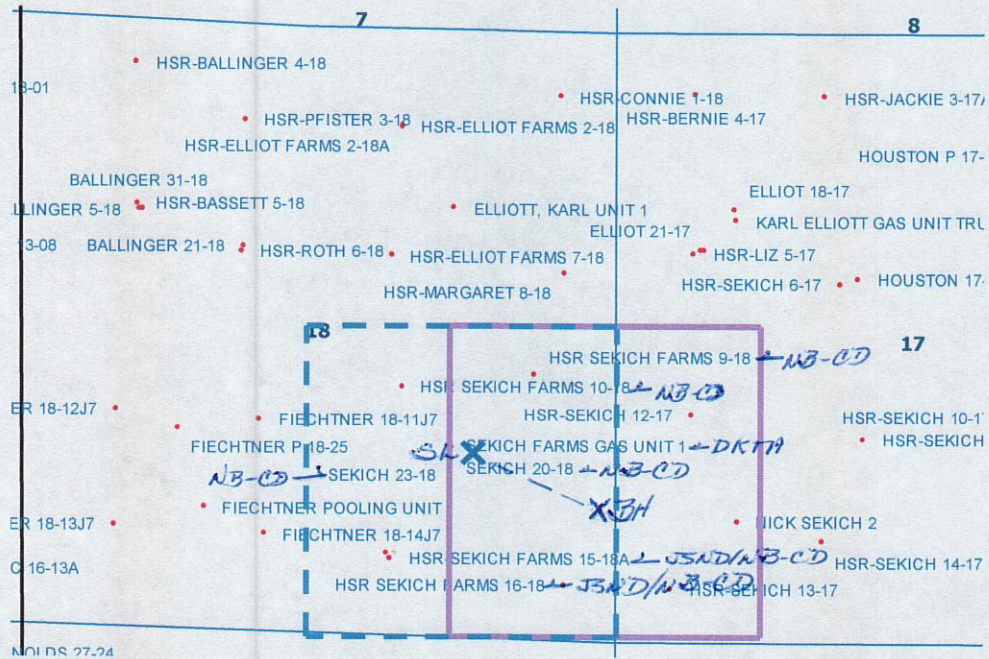 7
8
HSR-BALLINGER 4-18
13-01
HSR-CONNIE 1-18
HSR-JACKIE 3-17
HSR-PFISTER 3-18
HSR-ELLIOT FARMS 2-18
HSR-BERNIE 4-17
HSR-ELLIOT FARMS 2-18A
HOUSTON P 17-
BALLINGER 31-18
ELLIOT 18-17
LLINGER 5-18
HSR-BASSETT 5-18
ELLIOTT, KARL UNIT 1
KARL ELLIOTT GAS UNIT TRU
ELLIOT 21-17
13-08
BALLINGER 21-18
HSR-ROTH 6-18
HSR-ELLIOT FARMS 7-18
HSR-LIZ 5-17
HSR-MARGARET 8-18
HSR-SEKICH 6-17
HOUSTON 17-
18
17
HSR SEKICH FARMS 9-18 NB-CD
HSR SEKICH FARMS 10-18 NB-CD
ER 18-12J7
FIECHTNER 18-11J7
HSR-SEKICH 12-17
HSR-SEKICH 10-1
FIECHTNER P 18-25
SL X
SEKICH FARMS GAS UNIT 1 DKTA
HSR-SEKICH
NB-CD SEKICH 23-18
SEKICH 20-18 NB-CD
FIECHTNER POOLING UNIT
X BH
ER 18-13J7
FIECHTNER 18-14J7
NICK SEKICH 2
C 16-13A
HSR-SEKICH FARMS 15-18A JSND/NB-CD
HSR-SEKICH 14-17
HSR SEKICH FARMS 16-18 JSND/NB-CD
HSR-SEKICH 13-17
NOLDS 27-24